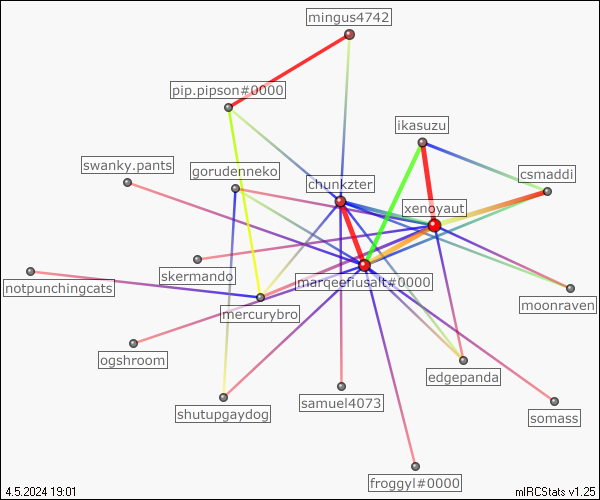 mingus4742
pip.pipson#0000
ikasuzu
swanky.pants
gorudenneko
chunkzter
csmaddi
xenoyaut
skermando
marqeefiusalt#0000
notpunchingcats
mercurybro
moonraven
ogshroom
edgepanda
shutupgaydog
samuel4073
somass
froggyl#0000
4.5.2024 19:01
mIRCStats v1.25